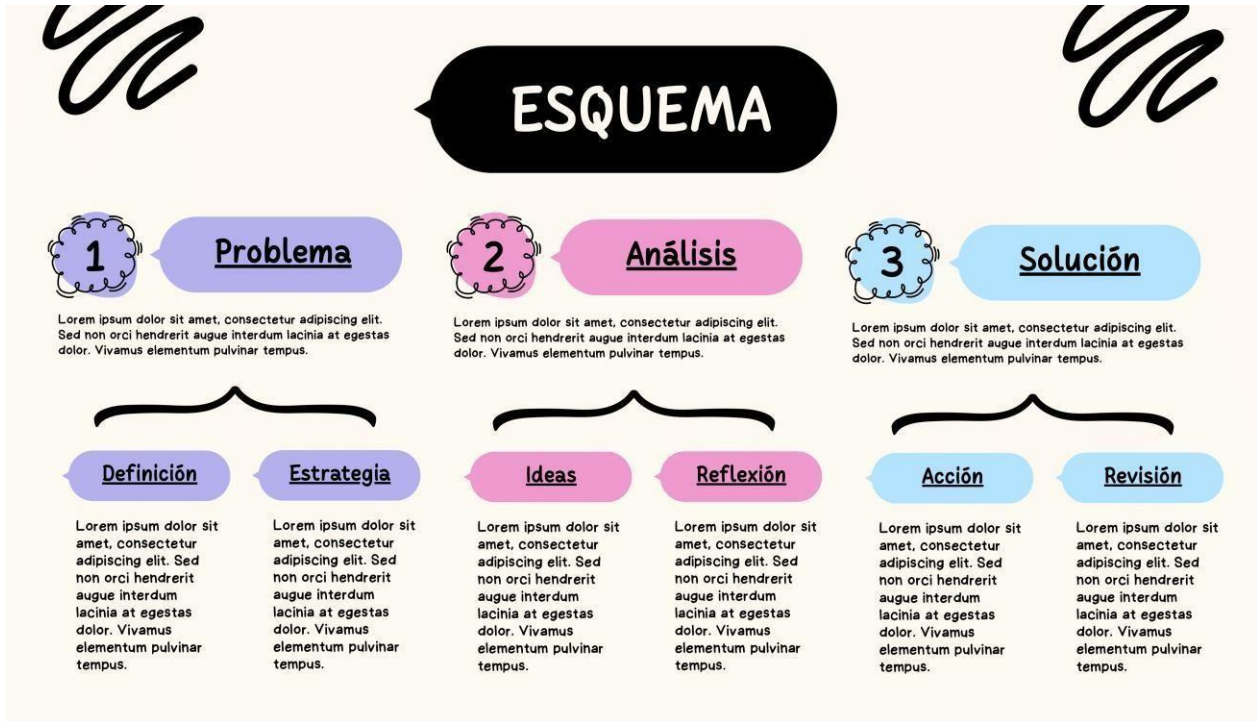 ESQUEMA
1
Problema
Lorem ipsum dolor sit amet, consectetur adipiscing elit.
Sed non orci hendrerit augue interdum lacinia at egestas
dolor. Vivamus elementum pulvinar tempus.
Definición
Lorem ipsum dolor sit
amet, consectetur
adipiscing elit. Sed
non orci hendrerit
augue interdum
lacinia at egestas
dolor. Vivamus
elementum pulvinar
tempus.
Estrategia
Lorem ipsum dolor sit
amet, consectetur
adipiscing elit. Sed
non orci hendrerit
augue interdum
lacinia at egestas
dolor. Vivamus
elementum pulvinar
tempus.
2
Análisis
Lorem ipsum dolor sit amet, consectetur adipiscing elit.
Sed non orci hendrerit augue interdum lacinia at egestas
dolor. Vivamus elementum pulvinar tempus.
Ideas
Lorem ipsum dolor sit
amet, consectetur
adipiscing elit. Sed
non orci hendrerit
augue interdum
lacinia at egestas
dolor. Vivamus
elementum pulvinar
tempus.
Reflexión
Lorem ipsum dolor sit
amet, consectetur
adipiscing elit. Sed
non orci hendrerit
augue interdum
lacinia at egestas
dolor. Vivamus
elementum pulvinar
tempus.
3
Solución
Lorem ipsum dolor sit amet, consectetur adipiscing elit.
Sed non orci hendrerit augue interdum lacinia at egestas
dolor. Vivamus elementum pulvinar tempus.
Acción
Lorem ipsum dolor sit
amet, consectetur
adipiscing elit. Sed
non orci hendrerit
augue interdum
lacinia at egestas
dolor. Vivamus
elementum pulvinar
tempus.
Revisión
Lorem ipsum dolor sit
amet, consectetur
adipiscing elit. Sed
non orci hendrerit
augue interdum
lacinia at egestas
dolor. Vivamus
elementum pulvinar
tempus.